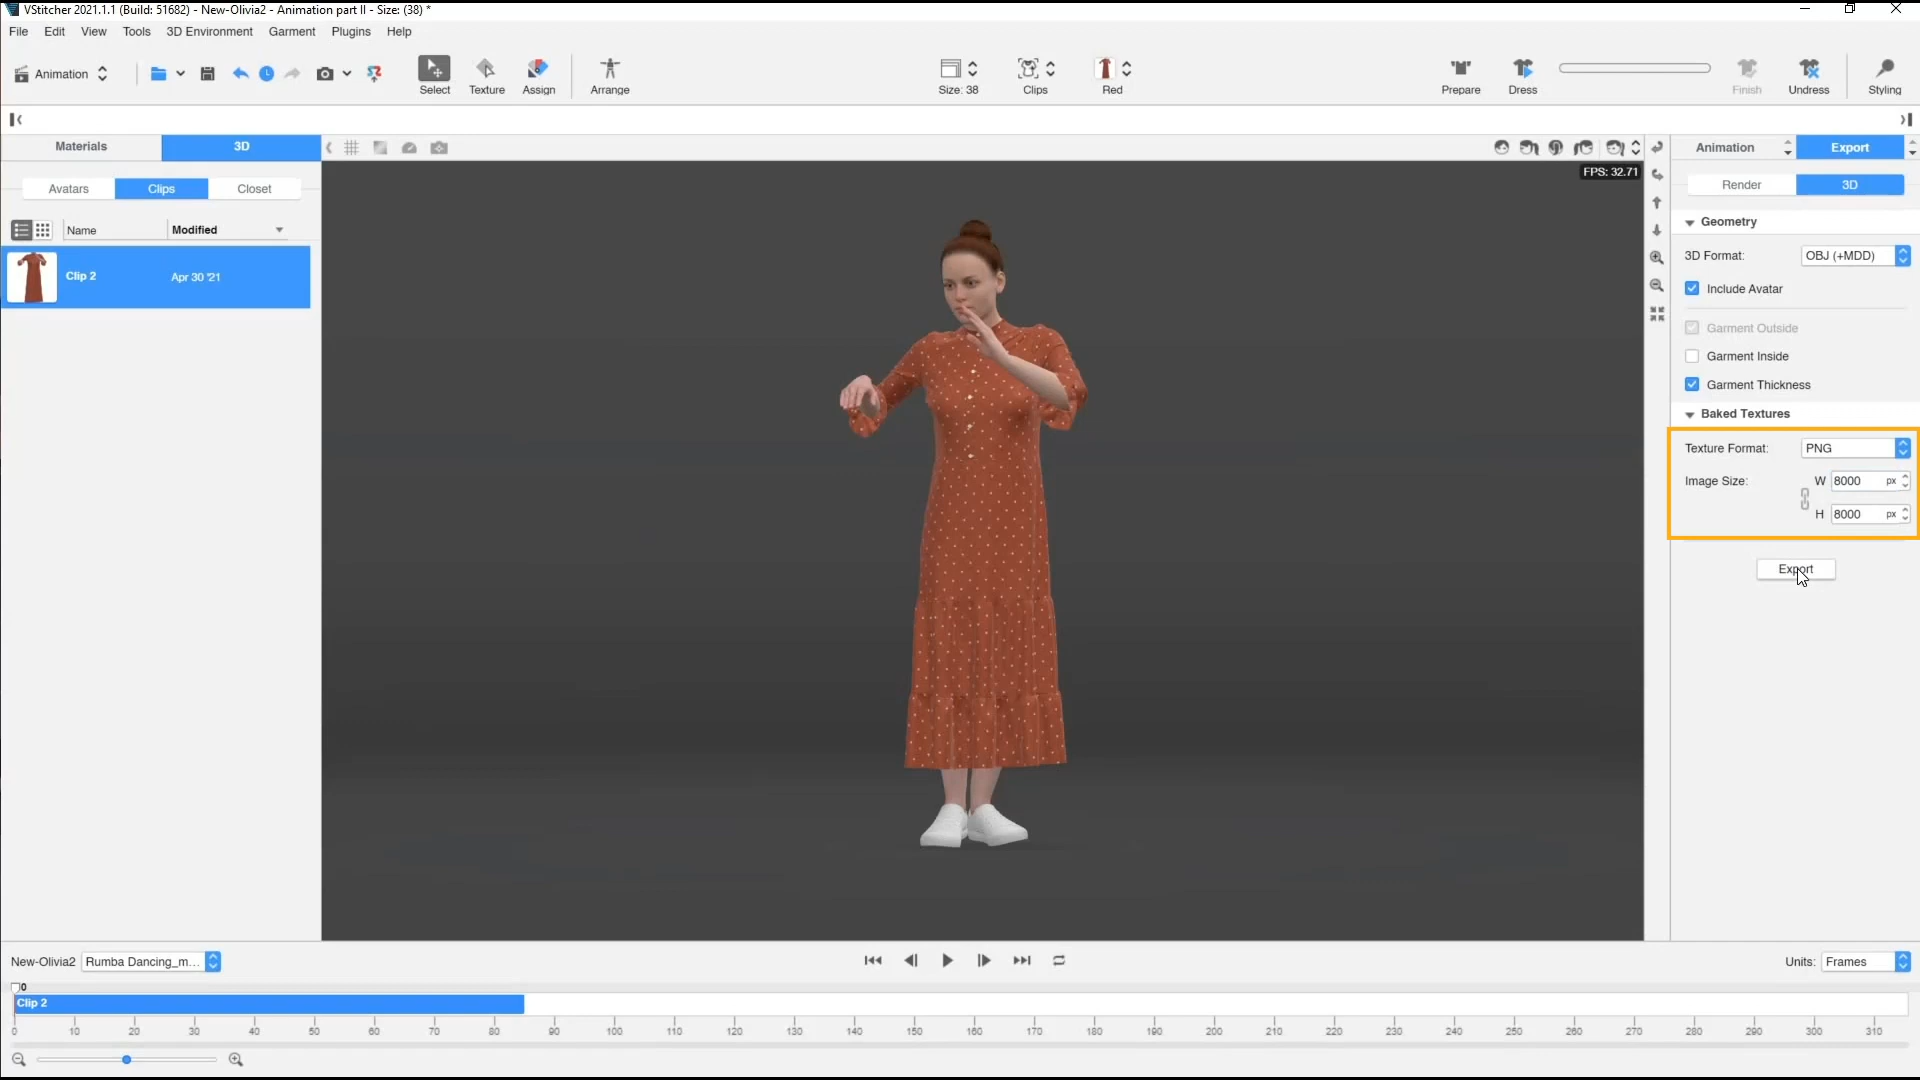 VStitcher 2021.1.1 (Build: 51682) - New-Olivia2 - Animation part II - Size: (38) *
File Edit View Tools 3D Environment Garment Plugins Help
Animation
Select Texture Assign Arrange Size: 38 Clips Red Prepare Dress Finish Undress Styling
Materials 3D Animation Export
FPS: 32.71
Avatars Clips Closet Render 3D
Geometry
Name Modified
3D Format: OBJ (+MDD)
Clip 2 Apr 30 '21
Include Avatar
Garment Outside
Garment Inside
Garment Thickness
Baked Textures
Texture Format: PNG
Image Size: W 8000 px
H 8000 px
Export
New-Olivia2 Rumba Dancing_m... Units: Frames
0
Clip 2
0 10 20 30 40 50 60 70 80 90 100 110 120 130 140 150 160 170 180 190 200 210 220 230 240 250 260 270 280 290 300 310